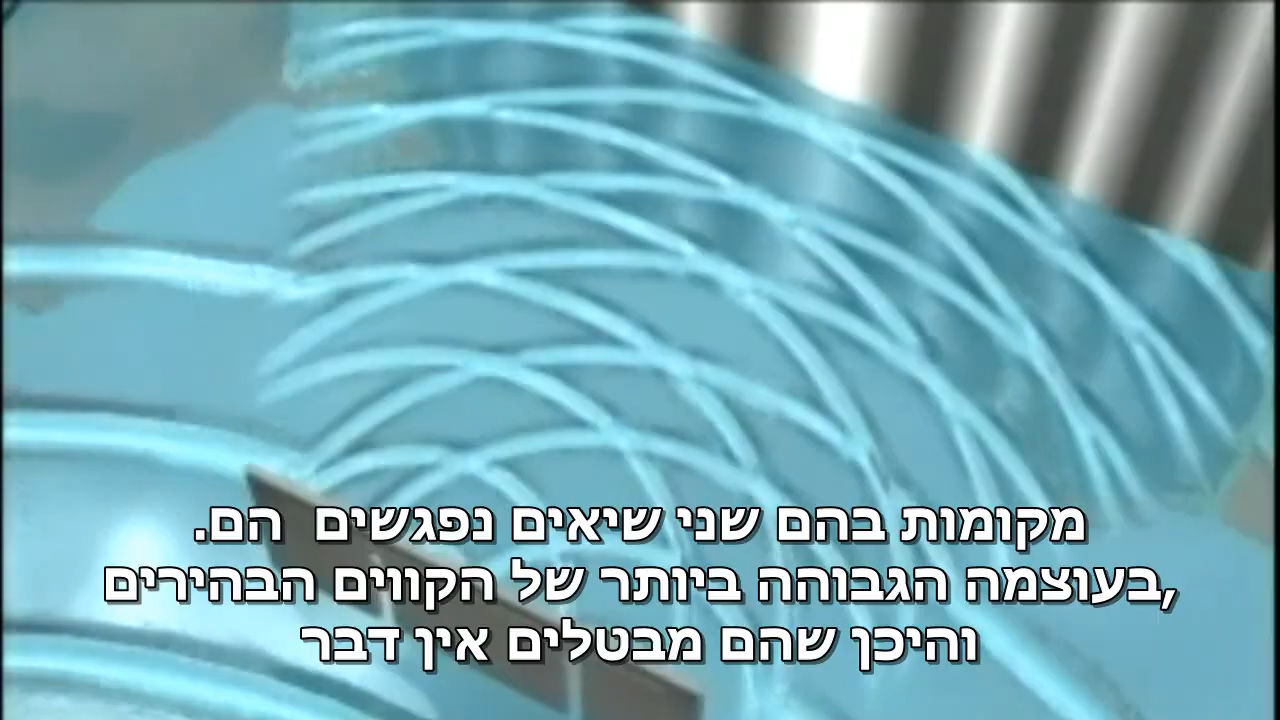 מקומות בהם שני שיאים נפגשים  הם.
,בעוצמה הגבוהה ביותר של הקווים הבהירים
והיכן שהם מבטלים אין דבר